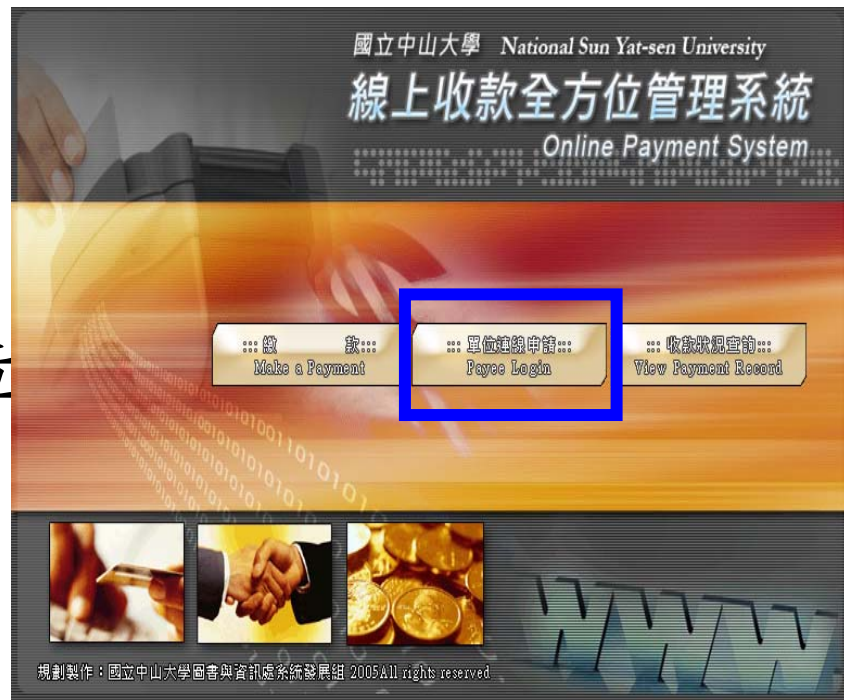 國立中山大學 National Sun Yat-sen University
線上收款全方位管理系統
Online Payment System
::: 繳 款:::
Make a Payment
::: 單位連線申請:::
Payee Login
::: 收款狀況查詢:::
View Payment Record
WWW
規劃製作：國立中山大學圖書與資訊處系統發展組 2005All rights reserved